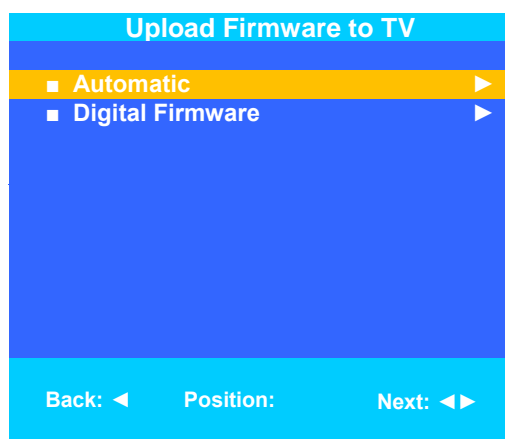 Upload Firmware to TV
■ Automatic ►
■ Digital Firmware ►
Back: ◄ Position: Next: ◄►